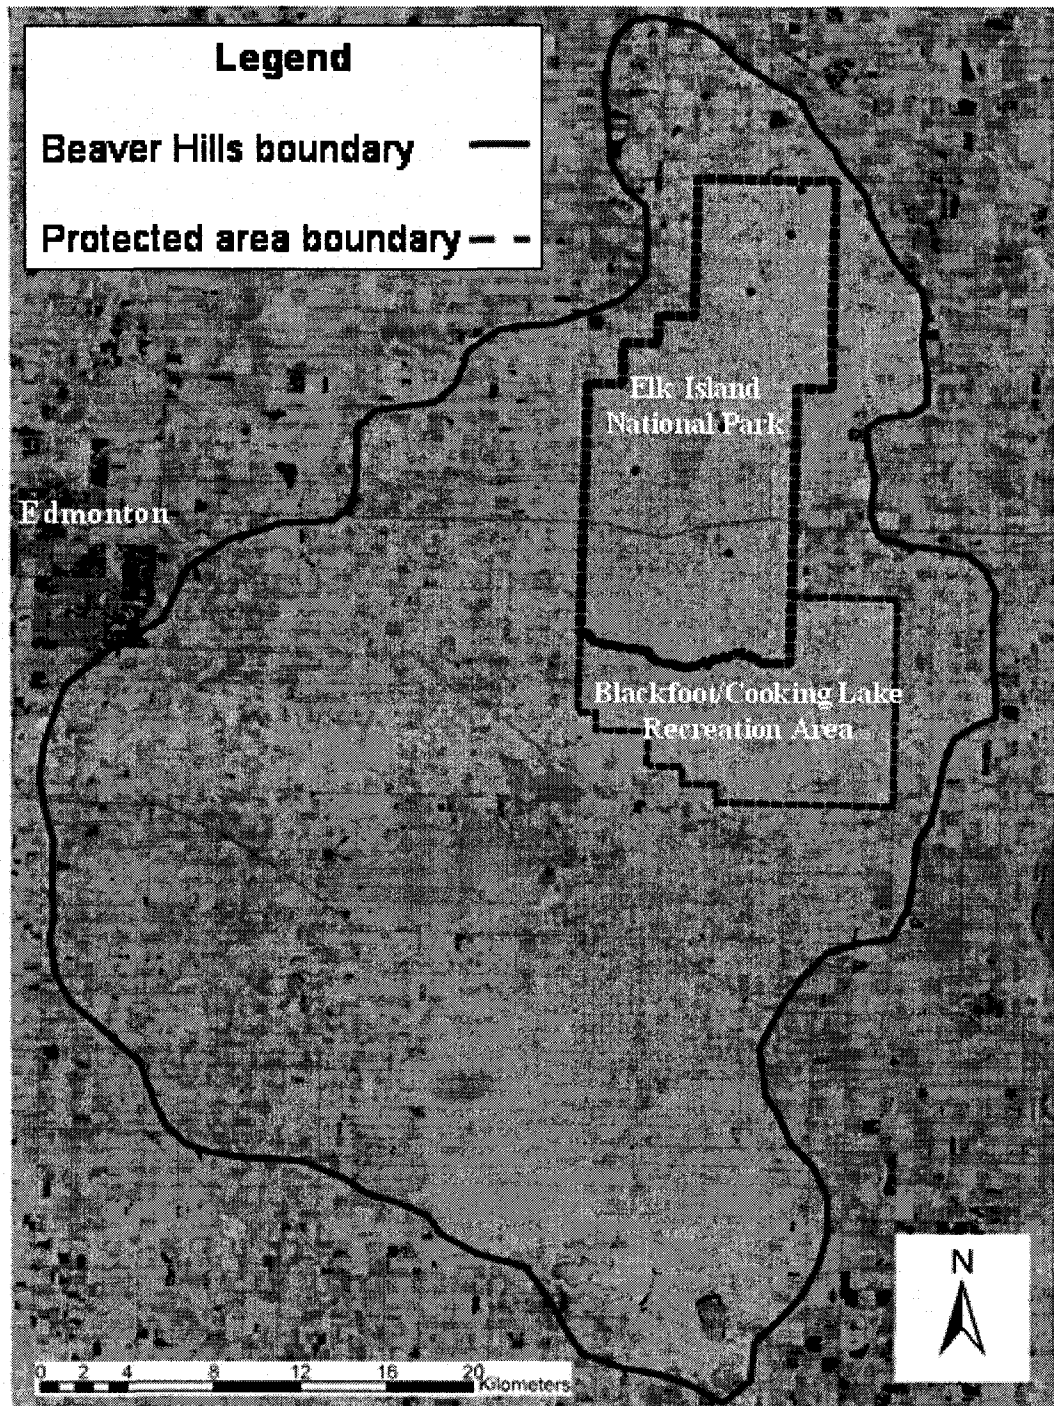 Legend
Beaver Hills boundary
Protected area boundary
Elk Island
National Park
Edmonton
Blackfoot/Cooking Lake
Recreation Area
N
0 2 4 8 12 16 20
Kilometers